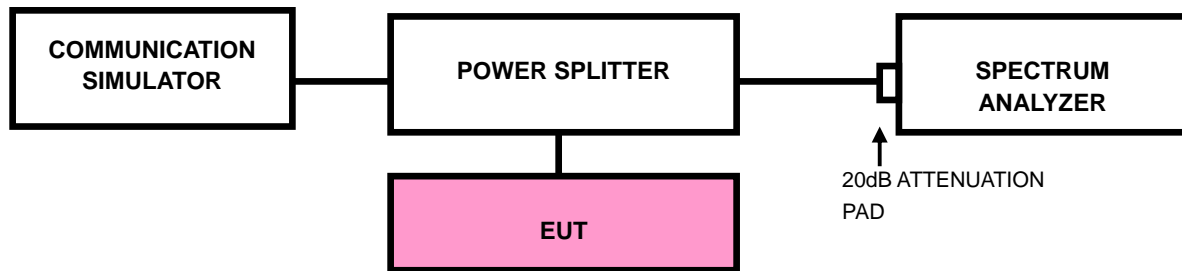 COMMUNICATION
SIMULATOR
POWER SPLITTER
SPECTRUM
ANALYZER
20dB ATTENUATION
PAD
EUT